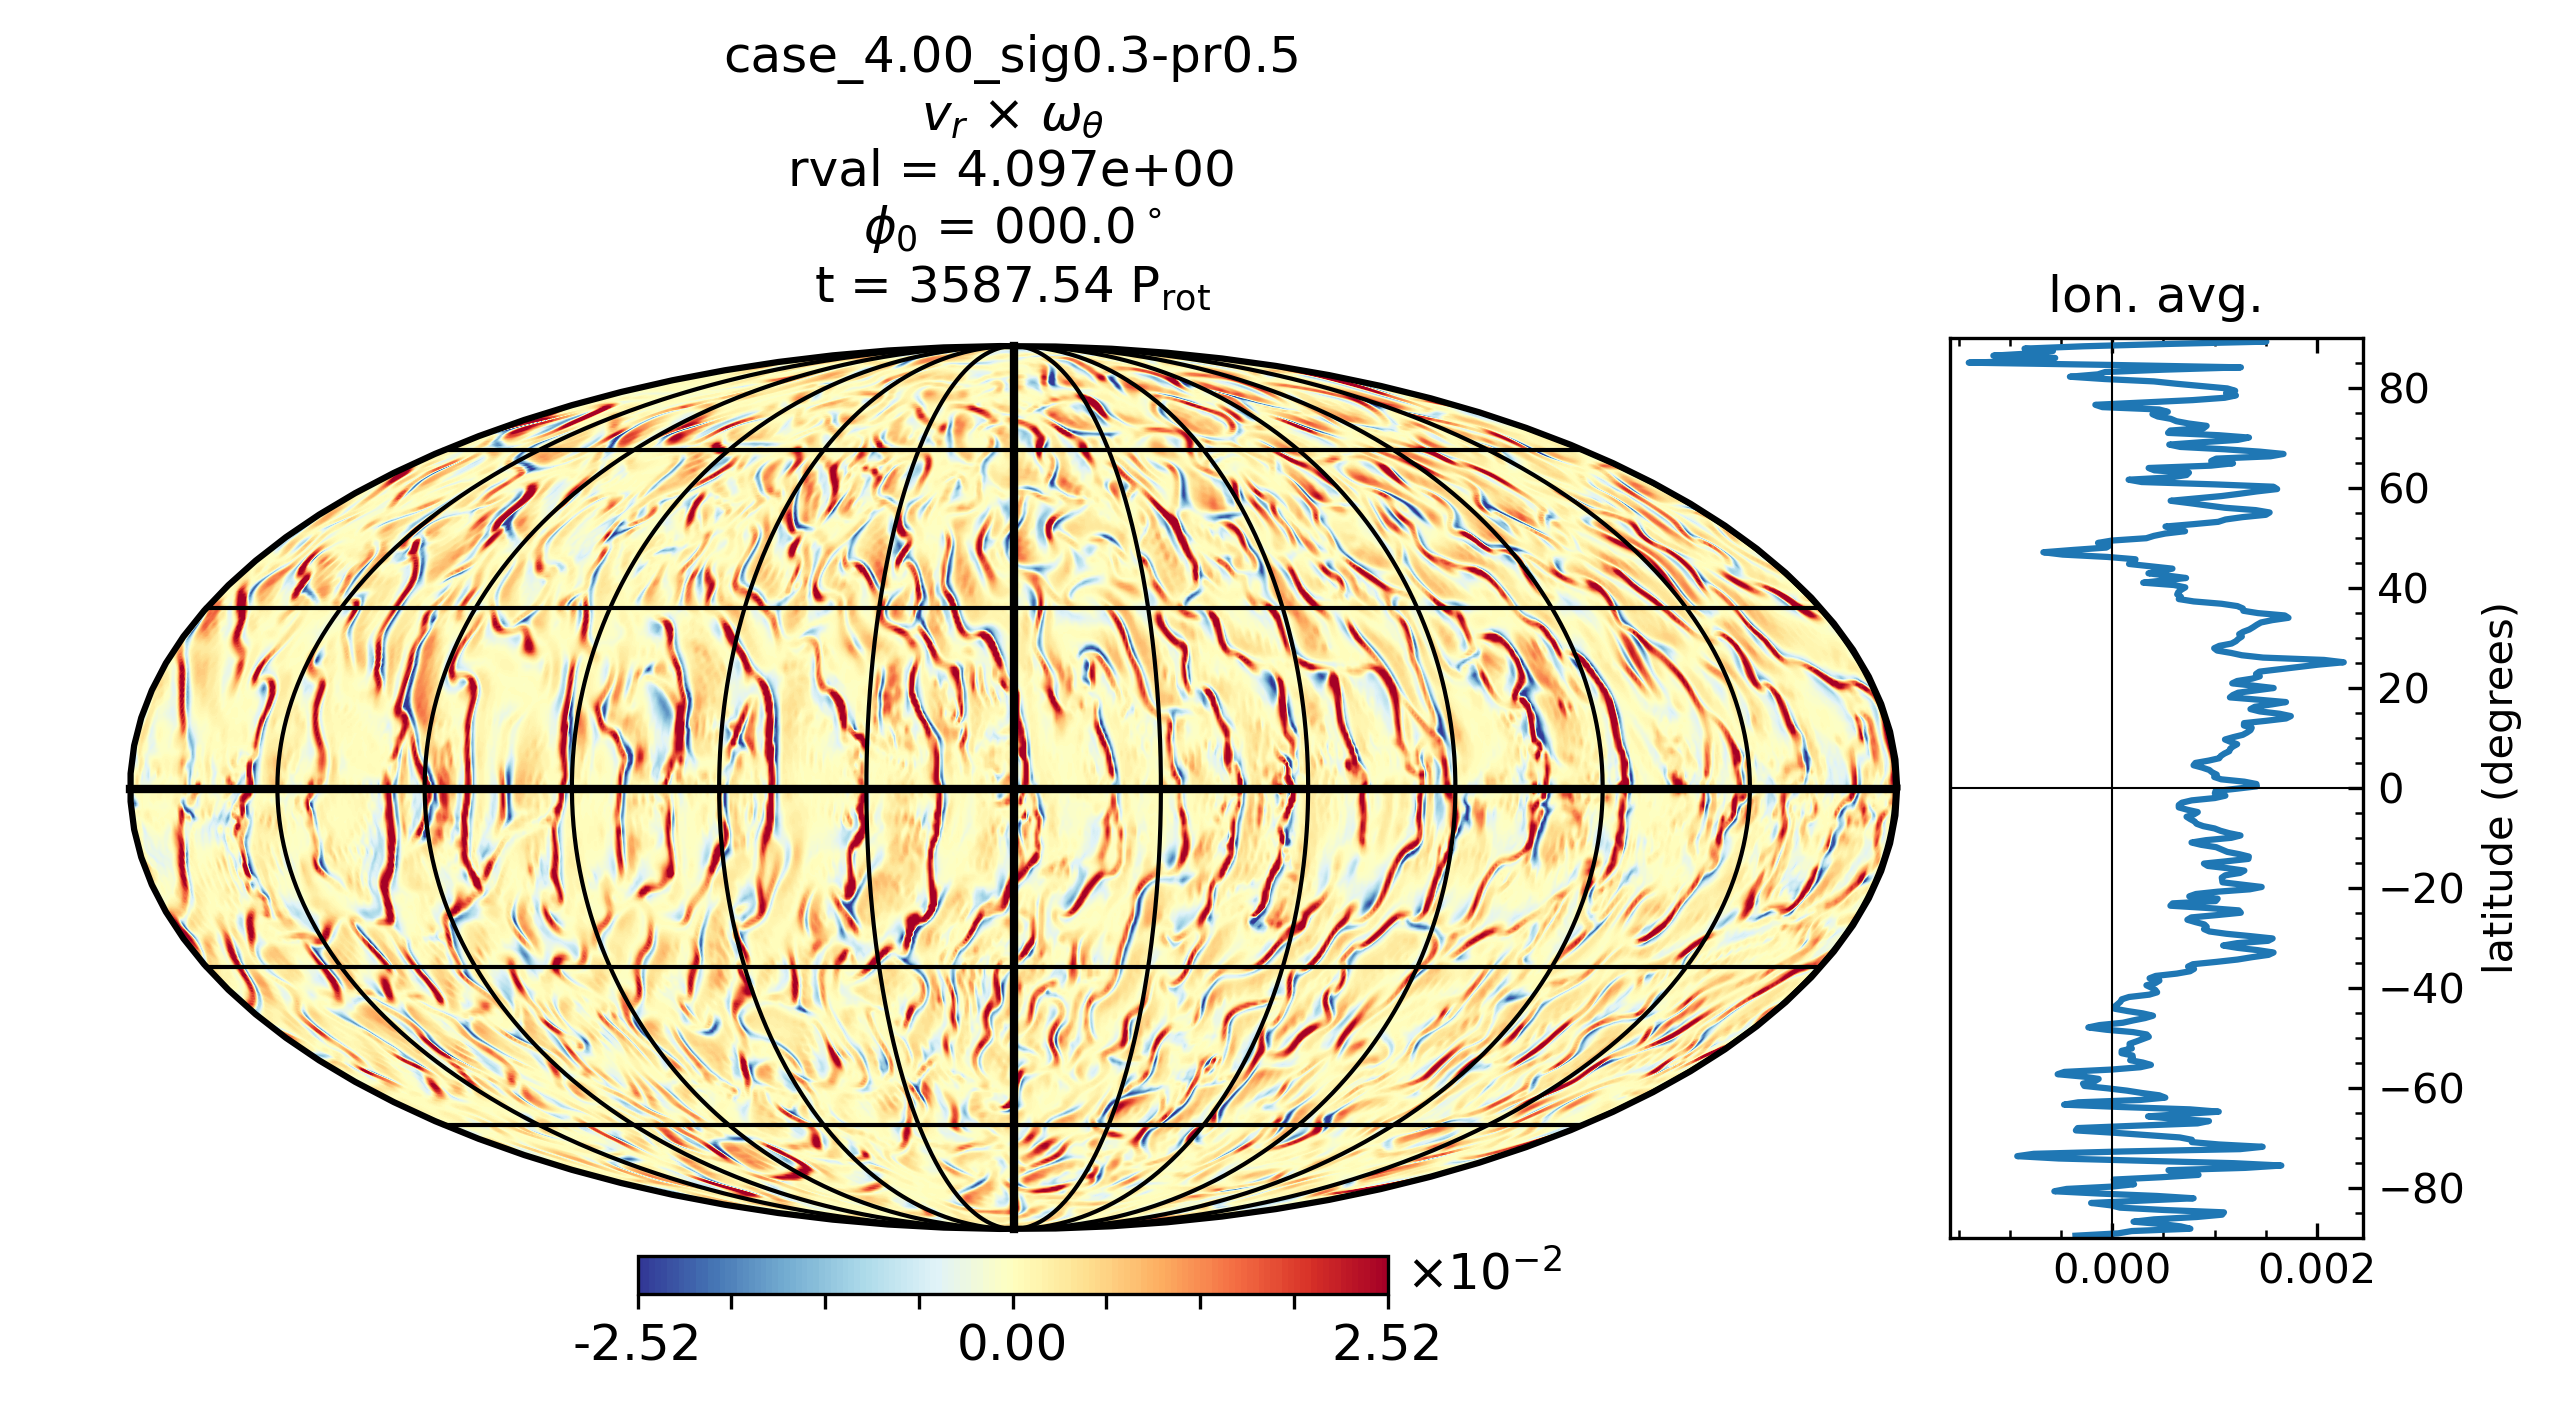 case_4.00_sig0.3-pr0.5
v_r × ω_θ
rval = 4.097e+00
ϕ_0 = 000.0°
t = 3587.54 P_rot
lon. avg.
80
60
40
20
0
−20
−40
−60
−80
latitude (degrees)
0.000 0.002
×10^−2
-2.52 0.00 2.52